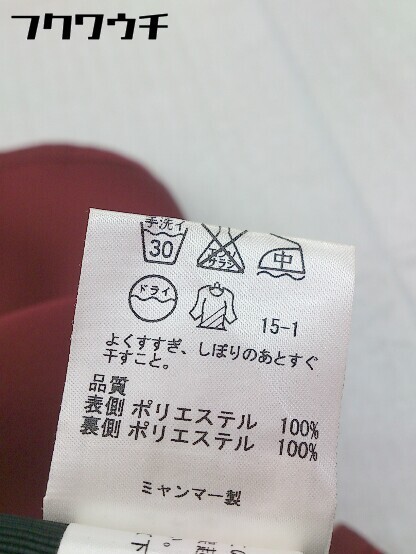 フクワウチ
手洗イ
30
エンソ
サラシ
中
ドライ
15-1
よくすすぎ、しぼりのあとすぐ
干すこと。
品質
表側 ポリエステル 100%
裏側 ポリエステル 100%
ミャンマー製